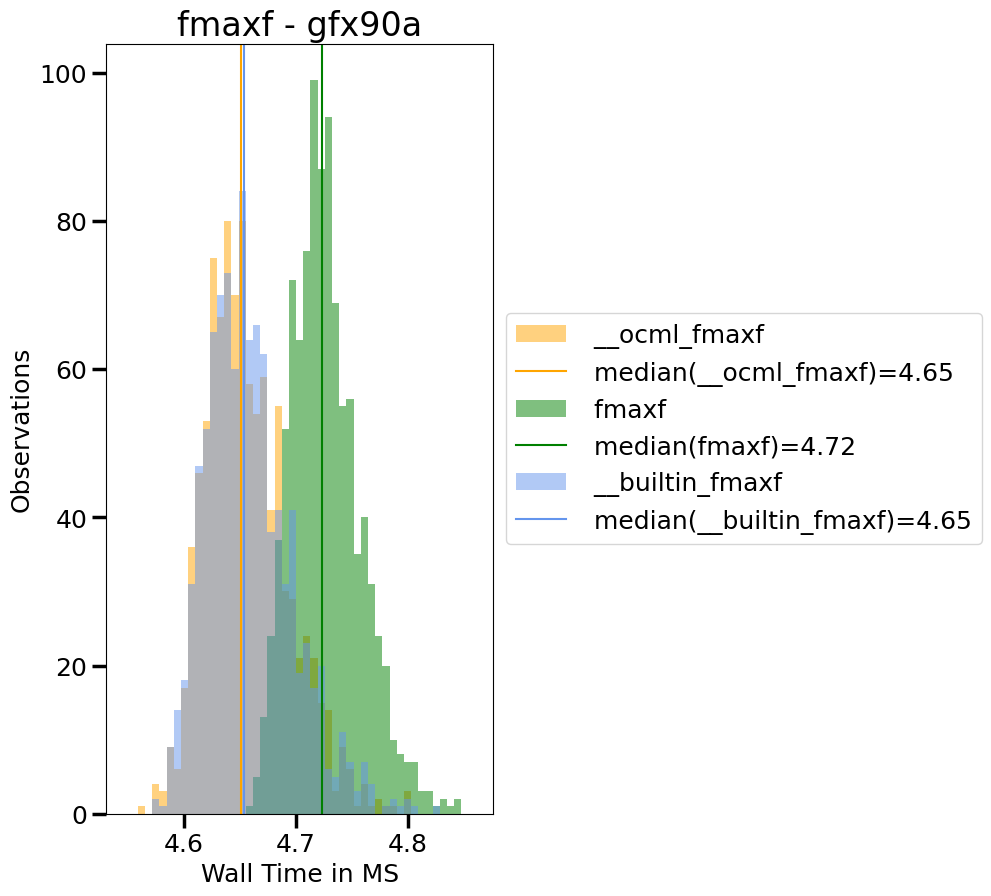 fmaxf - gfx90a
Observations
100
80
60
40
20
0
4.6
4.7
4.8
Wall Time in MS
__ocml_fmaxf
median(__ocml_fmaxf)=4.65
fmaxf
median(fmaxf)=4.72
__builtin_fmaxf
median(__builtin_fmaxf)=4.65